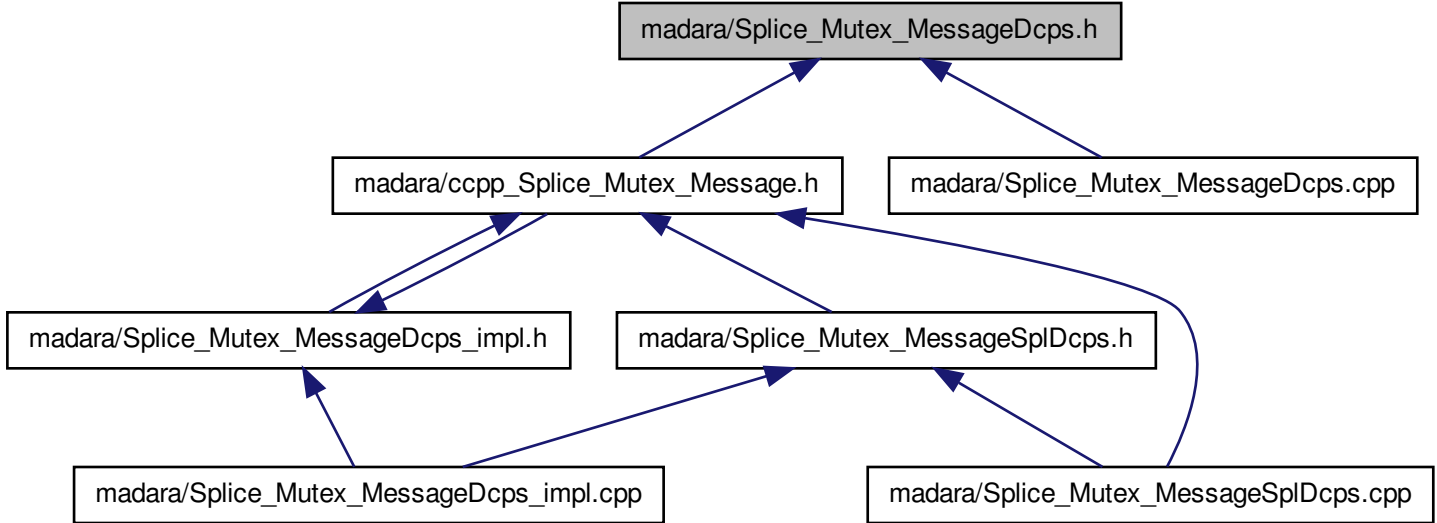 madara/Splice_Mutex_MessageDcps.h
madara/ccpp_Splice_Mutex_Message.h
madara/Splice_Mutex_MessageDcps.cpp
madara/Splice_Mutex_MessageDcps_impl.h
madara/Splice_Mutex_MessageSplDcps.h
madara/Splice_Mutex_MessageDcps_impl.cpp
madara/Splice_Mutex_MessageSplDcps.cpp